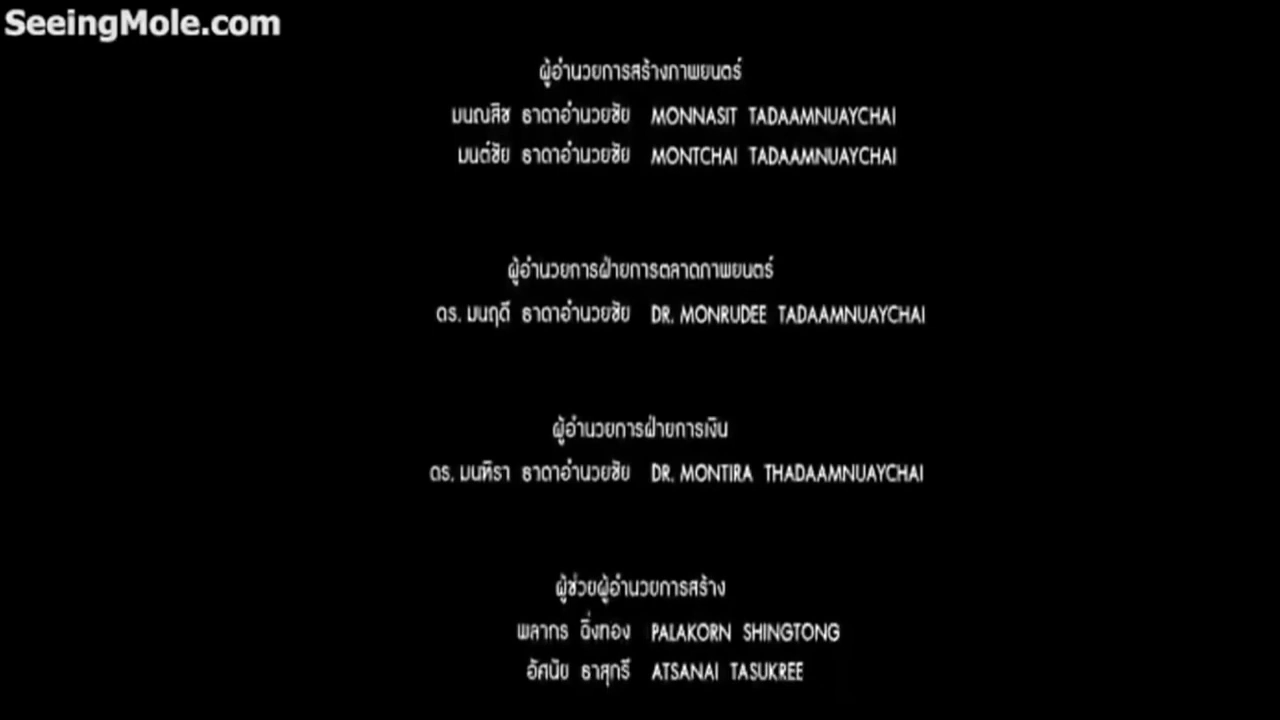 SeeingMole.com
ผู้อำนวยการสร้างภาพยนตร์
มนณสิช ธาดาอำนวยชัย MONNASIT TADAAMNUAYCHAI
มนต์ชัย ธาดาอำนวยชัย MONTCHAI TADAAMNUAYCHAI
ผู้อำนวยการฝ่ายการตลาดภาพยนตร์
ดร. มนฤดี ธาดาอำนวยชัย DR. MONRUDEE TADAAMNUAYCHAI
ผู้อำนวยการฝ่ายการเงิน
ดร. มนทิรา ธาดาอำนวยชัย DR. MONTIRA THADAAMNUAYCHAI
ผู้ช่วยผู้อำนวยการสร้าง
พลากร ฉิ่งทอง PALAKORN SHINGTONG
อัศนัย ธาสุกรี ATSANAI TASUKREE